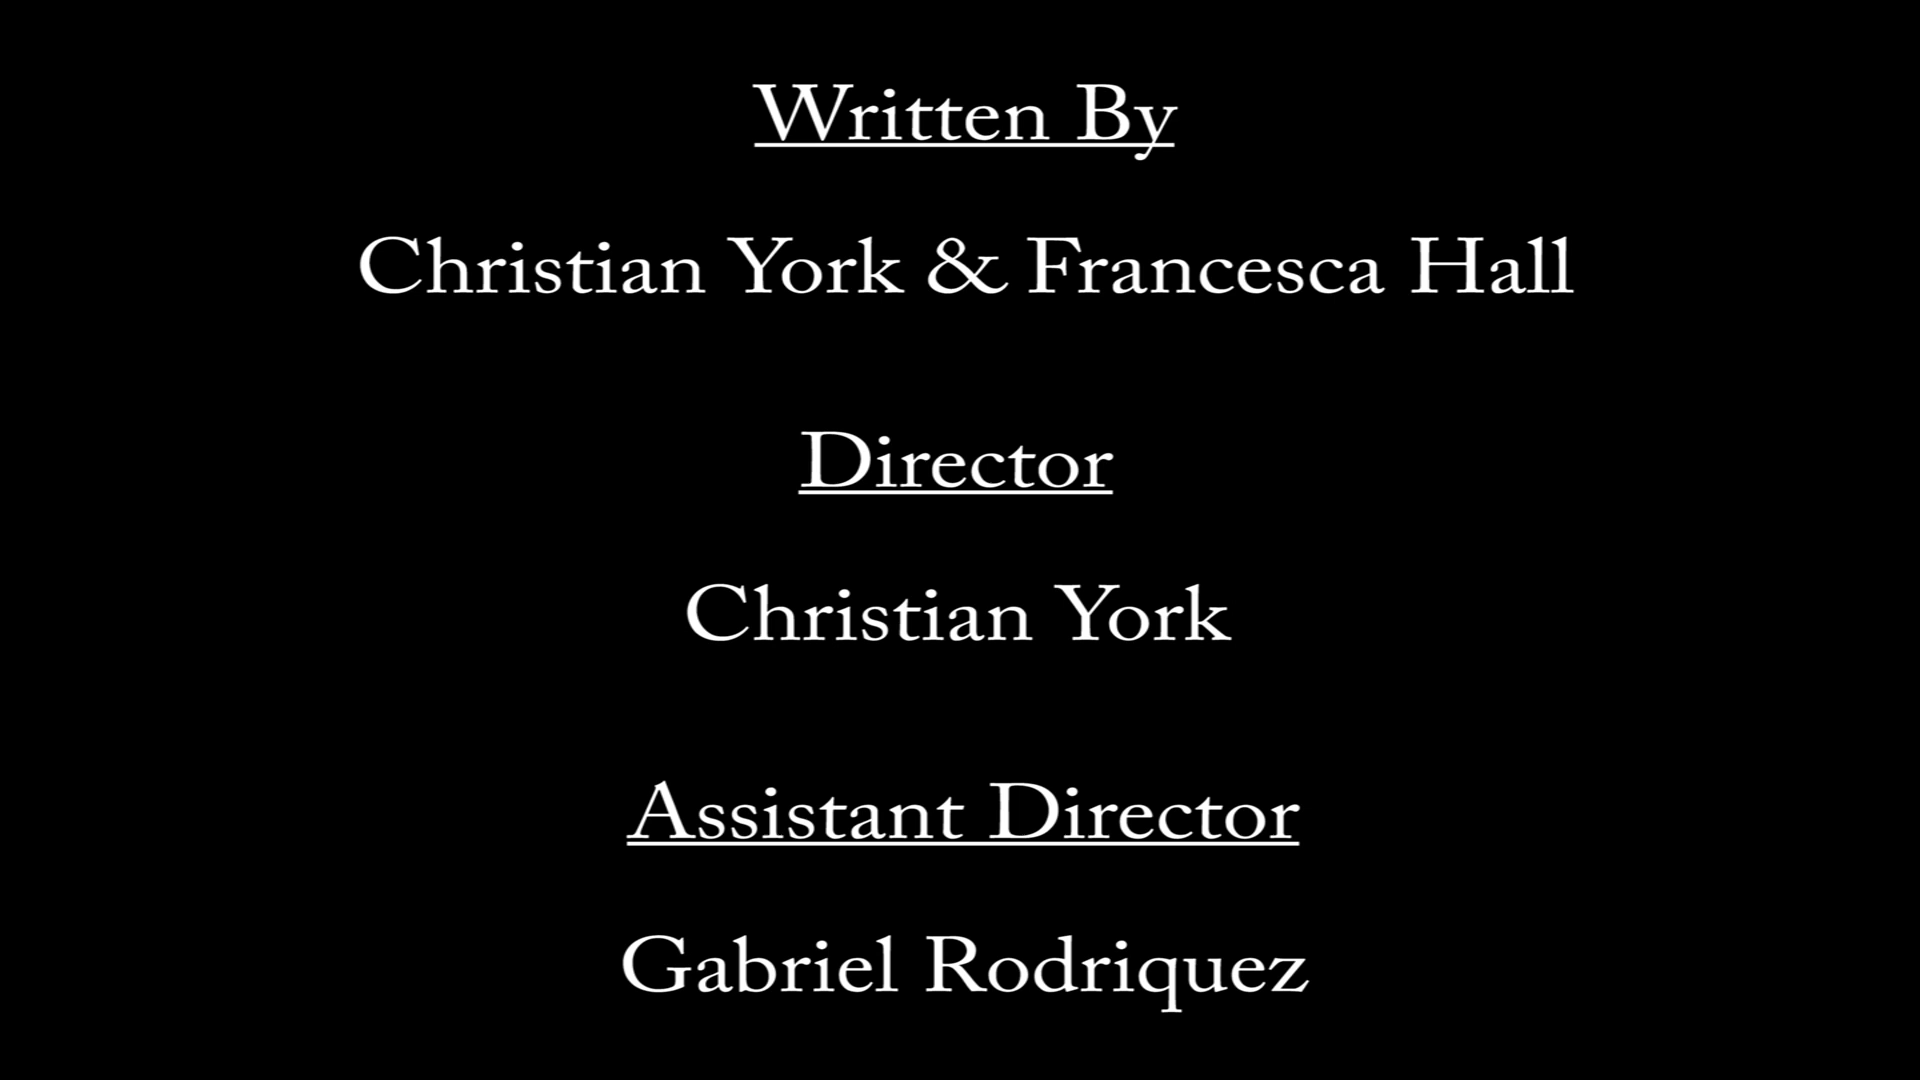 Written By
Christian York & Francesca Hall
Director
Christian York
Assistant Director
Gabriel Rodriquez